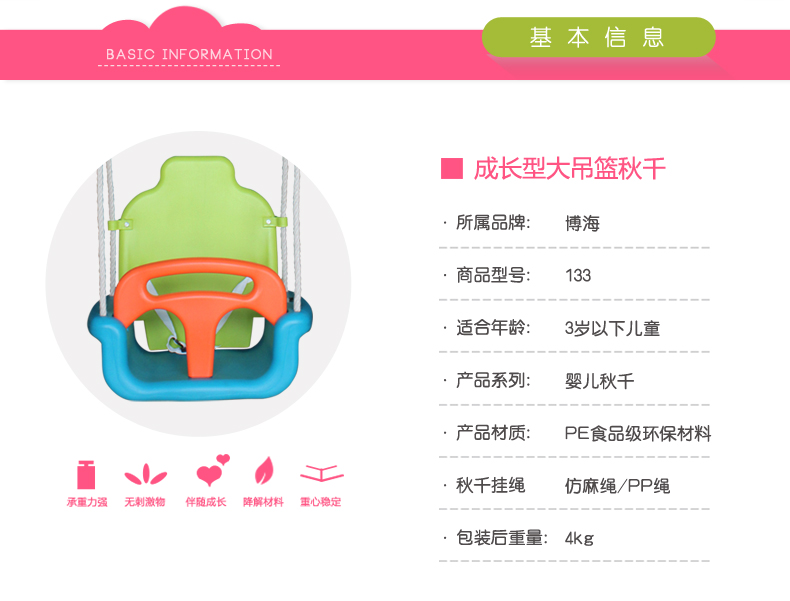 BASIC INFORMATION
基本信息
成长型大吊篮秋千
· 所属品牌: 博海
· 商品型号: 133
· 适合年龄: 3岁以下儿童
· 产品系列: 婴儿秋千
· 产品材质: PE食品级环保材料
· 秋千挂绳 仿麻绳/PP绳
· 包装后重量: 4kg
承重力强 无刺激物 伴随成长 降解材料 重心稳定